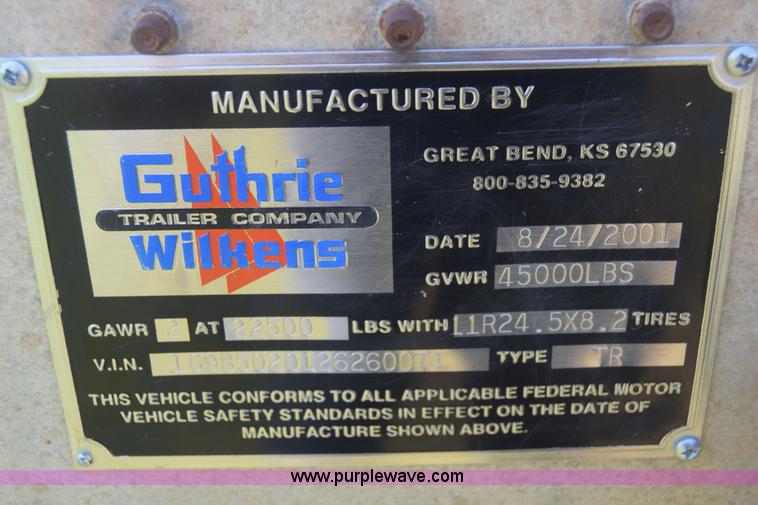 MANUFACTURED BY
Guthrie
TRAILER COMPANY
Wilkens
GREAT BEND, KS 67530
800-835-9382
DATE 8/24/2001
GVWR 45000LBS
GAWR 2 AT 22500 LBS WITH 11R24.5X8.2 TIRES
V.I.N. TYPE TR
THIS VEHICLE CONFORMS TO ALL APPLICABLE FEDERAL MOTOR
VEHICLE SAFETY STANDARDS IN EFFECT ON THE DATE OF
MANUFACTURE SHOWN ABOVE.
www.purplewave.com